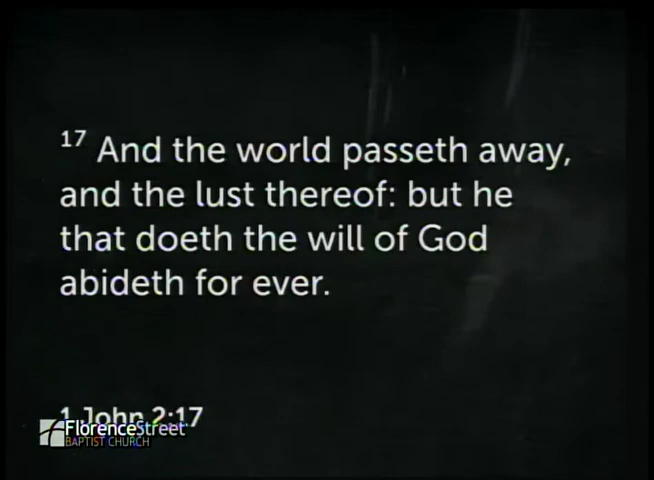 17 And the world passeth away,
and the lust thereof: but he
that doeth the will of God
abideth for ever.
1 John 2:17
FlorenceStreet
BAPTIST CHURCH